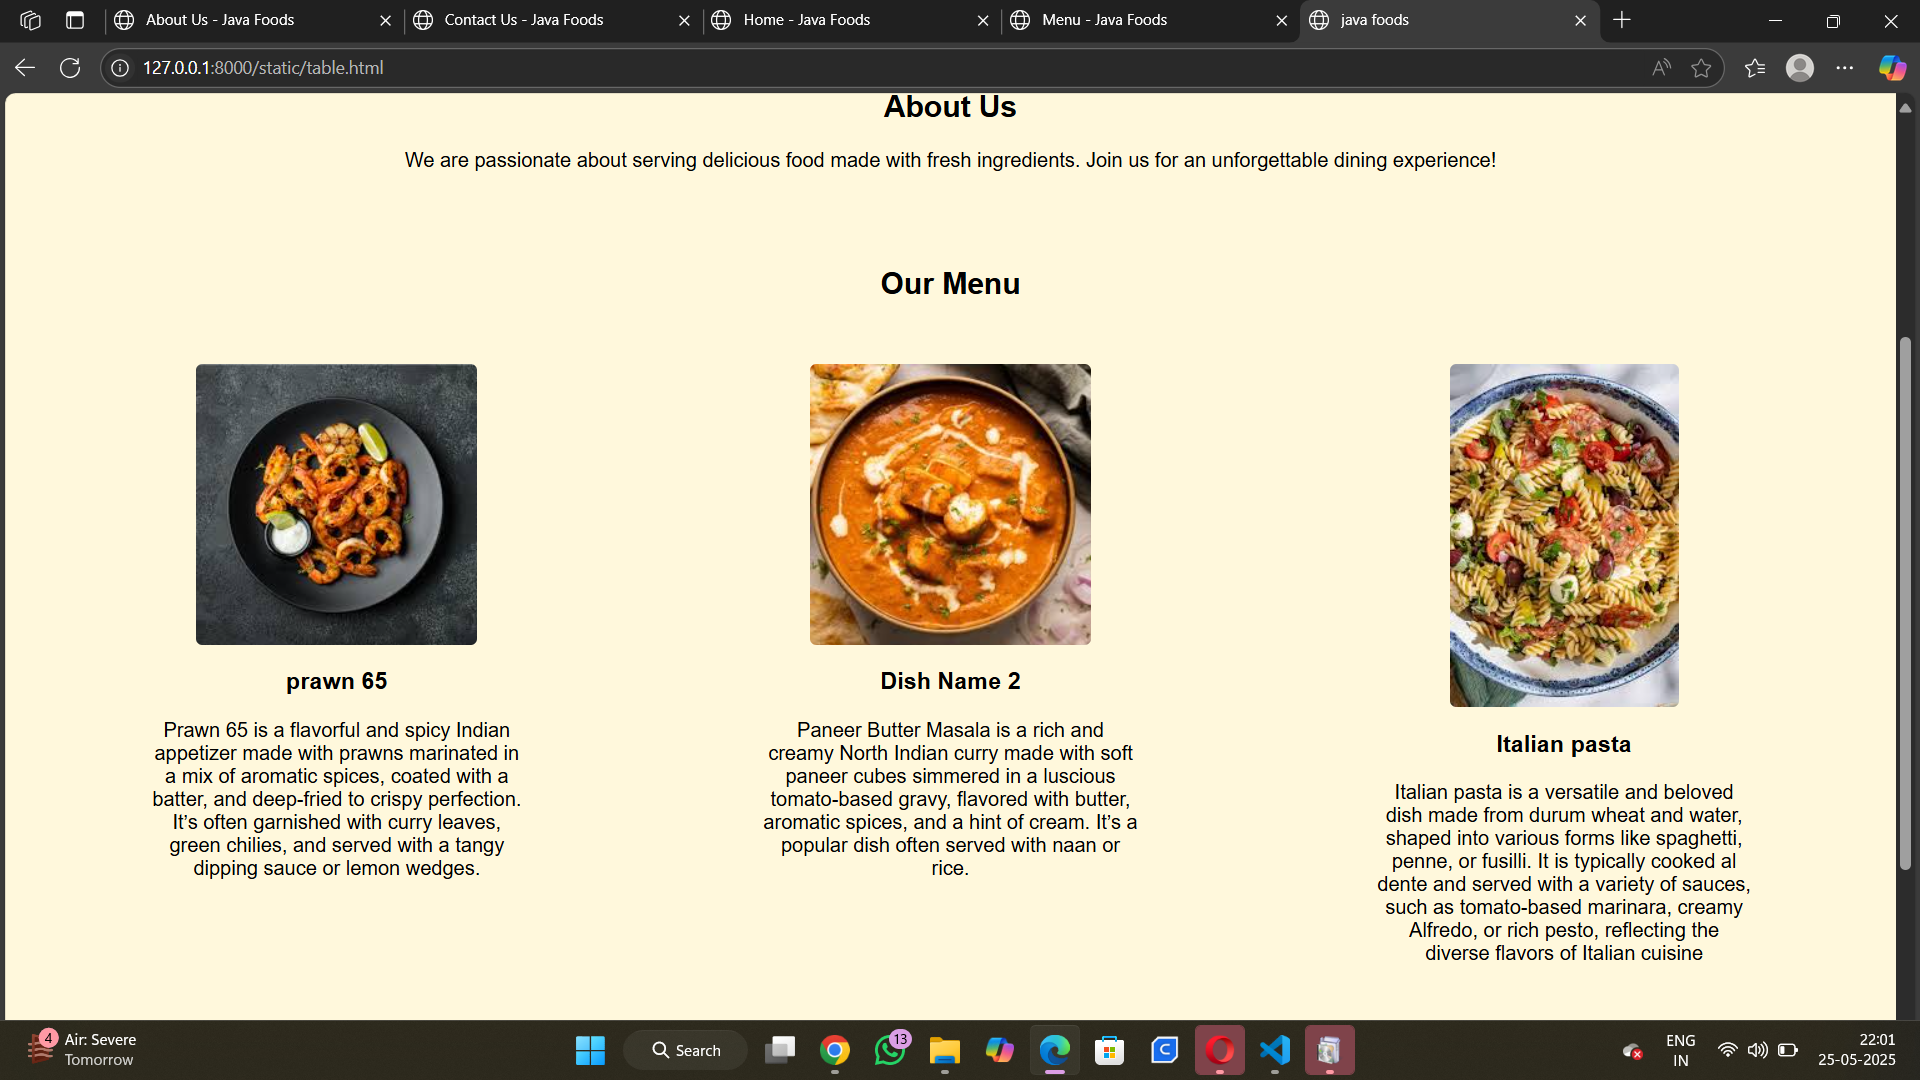 About Us - Java Foods
Contact Us - Java Foods
Home - Java Foods
Menu - Java Foods
java foods
127.0.0.1:8000/static/table.html
About Us
We are passionate about serving delicious food made with fresh ingredients. Join us for an unforgettable dining experience!
Our Menu
prawn 65
Prawn 65 is a flavorful and spicy Indian
appetizer made with prawns marinated in
a mix of aromatic spices, coated with a
batter, and deep-fried to crispy perfection.
It’s often garnished with curry leaves,
green chilies, and served with a tangy
dipping sauce or lemon wedges.
Dish Name 2
Paneer Butter Masala is a rich and
creamy North Indian curry made with soft
paneer cubes simmered in a luscious
tomato-based gravy, flavored with butter,
aromatic spices, and a hint of cream. It’s a
popular dish often served with naan or
rice.
Italian pasta
Italian pasta is a versatile and beloved
dish made from durum wheat and water,
shaped into various forms like spaghetti,
penne, or fusilli. It is typically cooked al
dente and served with a variety of sauces,
such as tomato-based marinara, creamy
Alfredo, or rich pesto, reflecting the
diverse flavors of Italian cuisine
4
Air: Severe
Tomorrow
Search
13
ENG
IN
22:01
25-05-2025